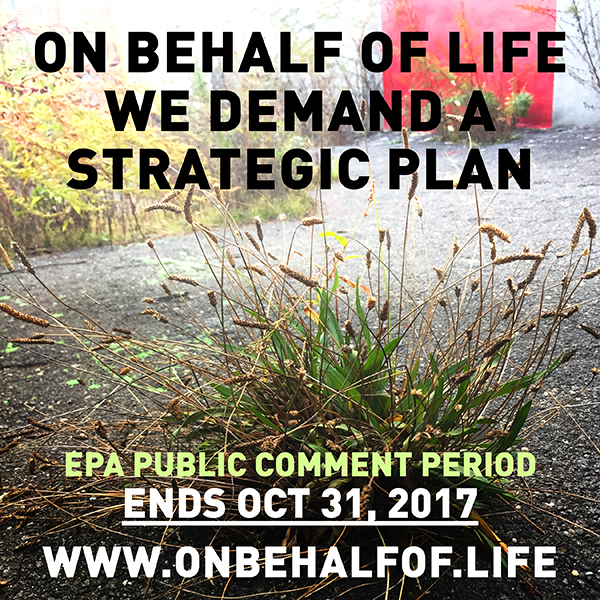 ON BEHALF OF LIFE
WE DEMAND A
STRATEGIC PLAN
EPA PUBLIC COMMENT PERIOD
ENDS OCT 31, 2017
WWW.ONBEHALFOF.LIFE